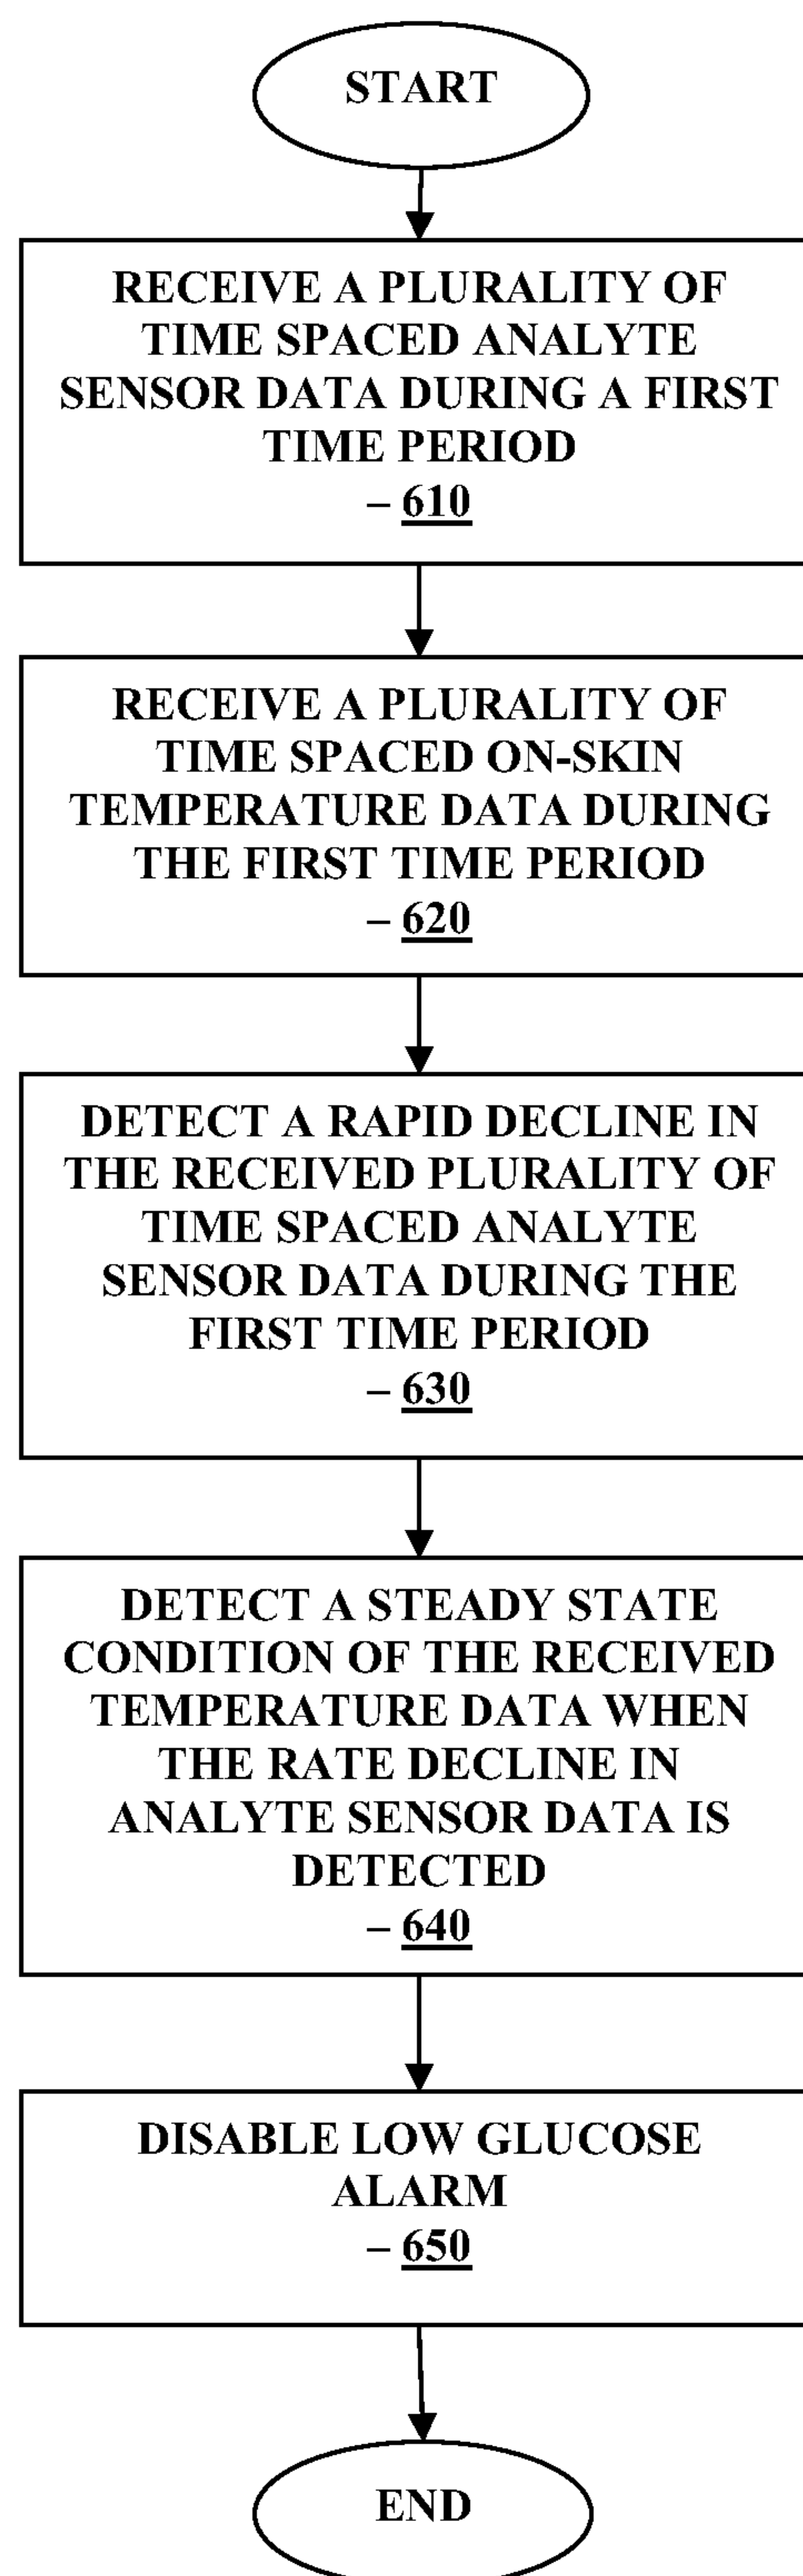 START
RECEIVE A PLURALITY OF
TIME SPACED ANALYTE
SENSOR DATA DURING A FIRST
TIME PERIOD
– 610
RECEIVE A PLURALITY OF
TIME SPACED ON-SKIN
TEMPERATURE DATA DURING
THE FIRST TIME PERIOD
– 620
DETECT A RAPID DECLINE IN
THE RECEIVED PLURALITY OF
TIME SPACED ANALYTE
SENSOR DATA DURING THE
FIRST TIME PERIOD
– 630
DETECT A STEADY STATE
CONDITION OF THE RECEIVED
TEMPERATURE DATA WHEN
THE RATE DECLINE IN
ANALYTE SENSOR DATA IS
DETECTED
– 640
DISABLE LOW GLUCOSE
ALARM
– 650
END